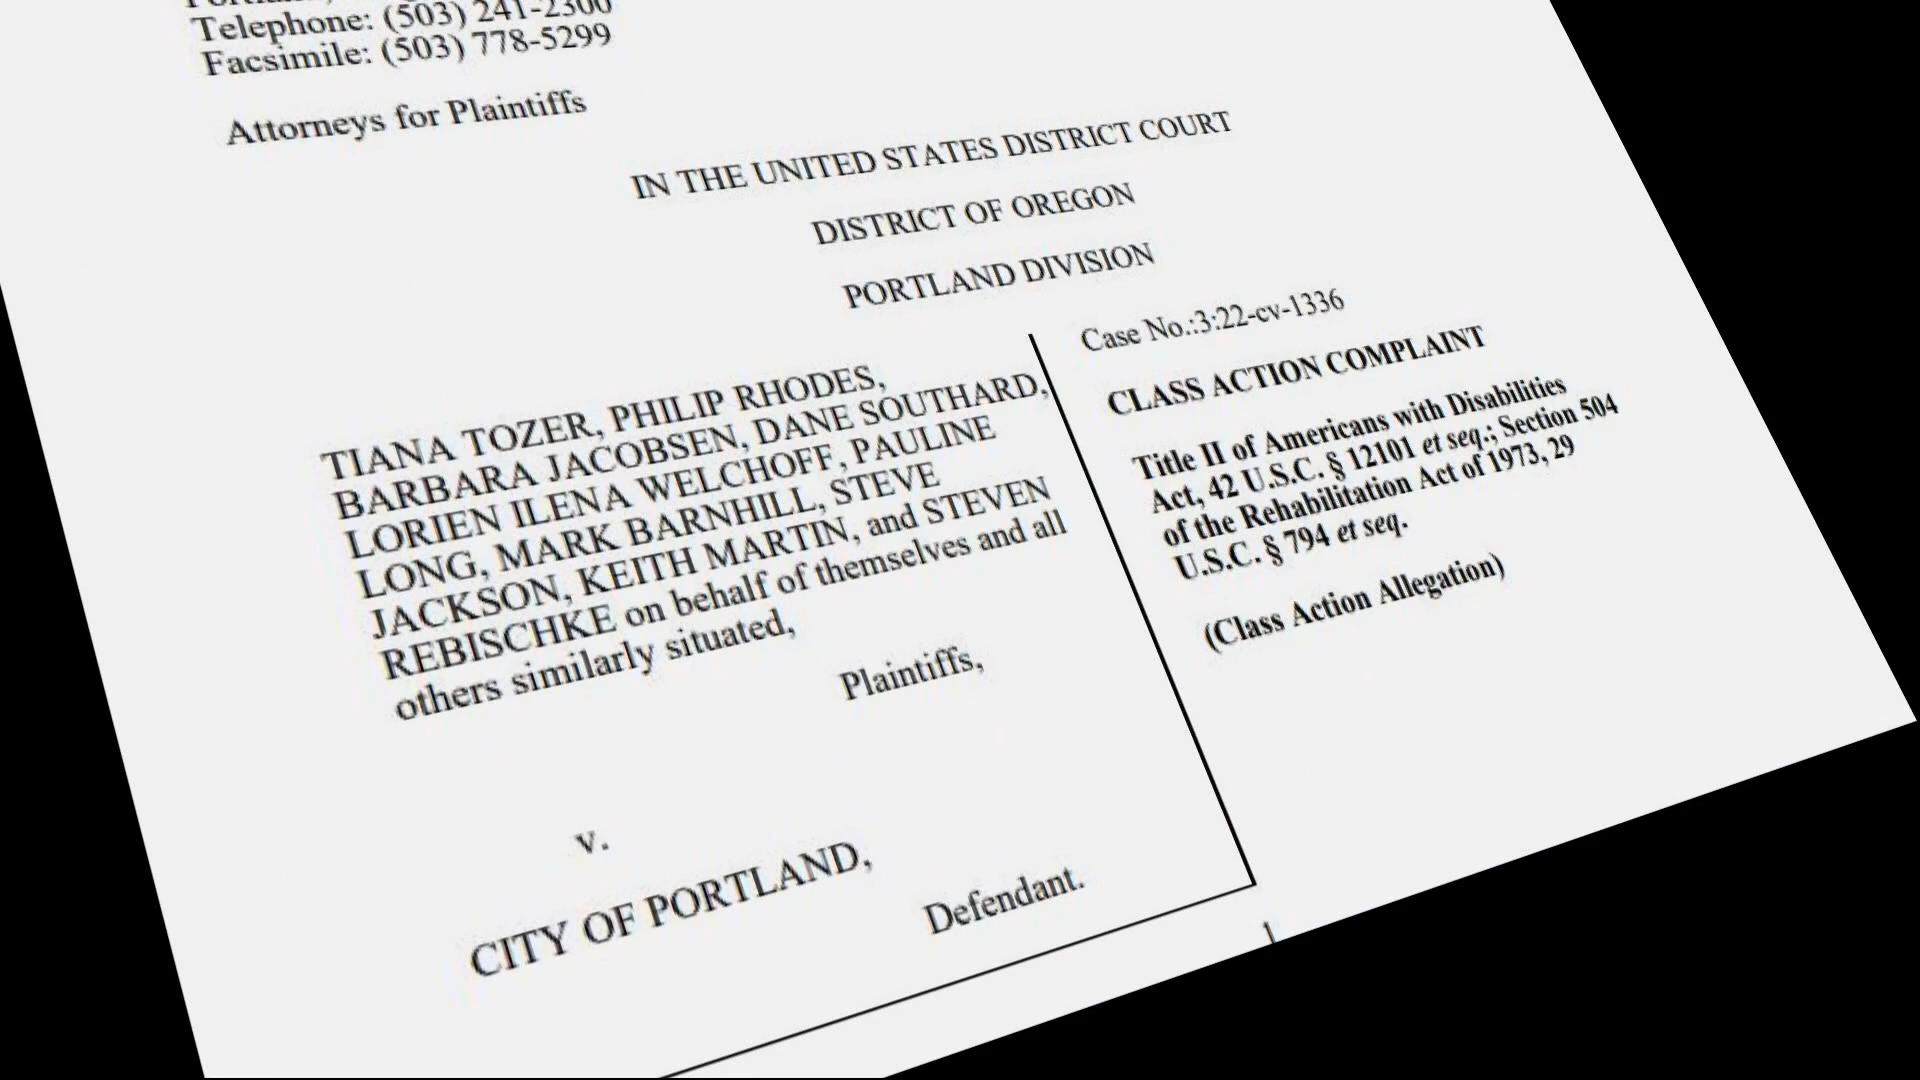 Telephone: (503) 241-2300
Facsimile: (503) 778-5299
Attorneys for Plaintiffs
IN THE UNITED STATES DISTRICT COURT
DISTRICT OF OREGON
PORTLAND DIVISION
TIANA TOZER, PHILIP RHODES,
BARBARA JACOBSEN, DANE SOUTHARD,
LORIEN ILENA WELCHOFF, PAULINE
LONG, MARK BARNHILL, STEVE
JACKSON, KEITH MARTIN, and STEVEN
REBISCHKE on behalf of themselves and all
others similarly situated,
Plaintiffs,
v.
CITY OF PORTLAND,
Defendant.
Case No.:3:22-cv-1336
CLASS ACTION COMPLAINT
Title II of Americans with Disabilities
Act, 42 U.S.C. § 12101 et seq.; Section 504
of the Rehabilitation Act of 1973, 29
U.S.C. § 794 et seq.
(Class Action Allegation)